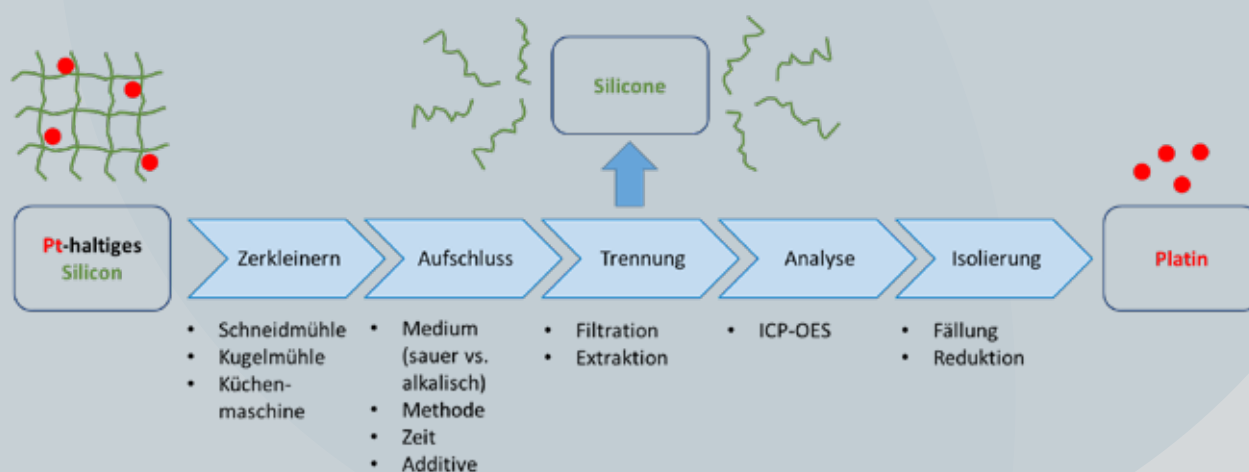 Silicone
Pt-haltiges
Silicon
Zerkleinern
Aufschluss
Trennung
Analyse
Isolierung
Platin
• Schneidmühle
• Kugelmühle
• Küchen-
maschine
• Medium
(sauer vs.
alkalisch)
• Methode
• Zeit
• Additive
• Filtration
• Extraktion
• ICP-OES
• Fällung
• Reduktion